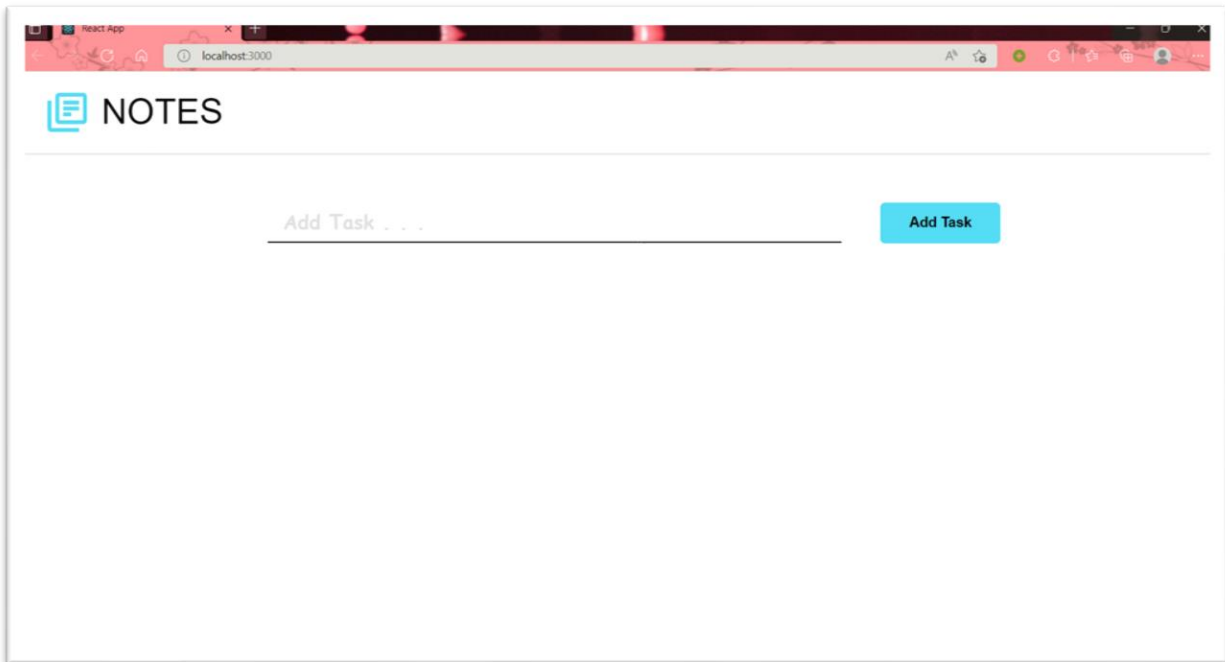 React App
localhost:3000
NOTES
Add Task . . .
Add Task